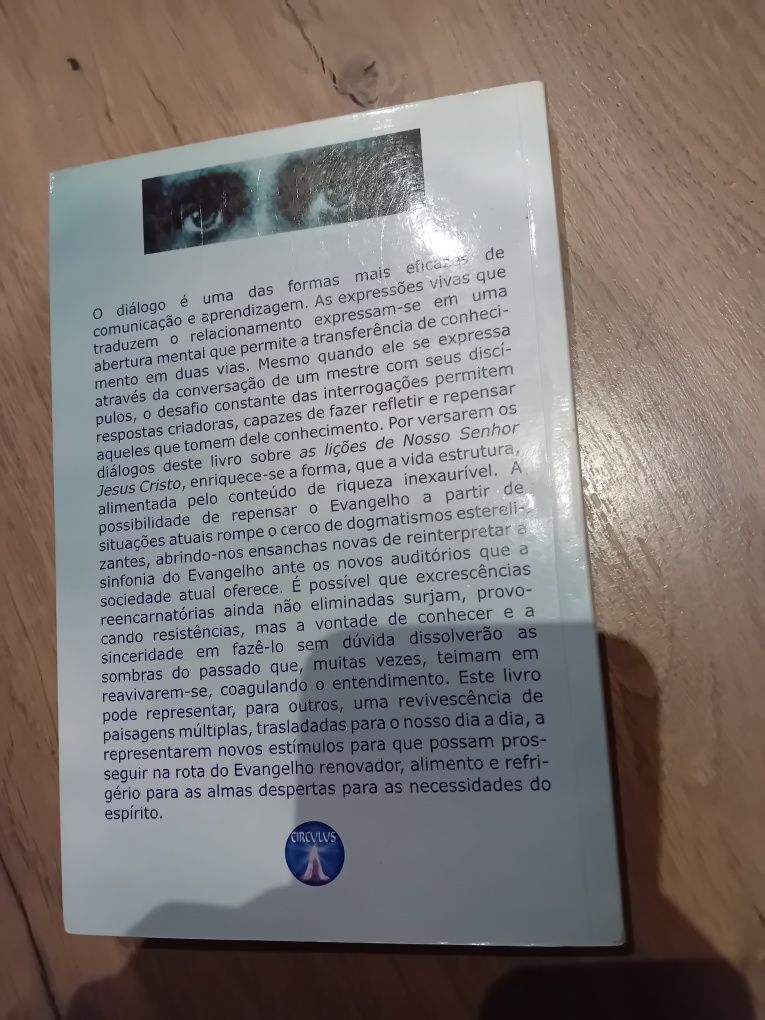 O diálogo é uma das formas mais eficazes de
comunicação e aprendizagem. As expressões vivas que
traduzem o relacionamento expressam-se em uma
abertura mental que permite a transferência de conheci-
mento em duas vias. Mesmo quando ele se expressa
através da conversação de um mestre com seus discí-
pulos, o desafio constante das interrogações permitem
respostas criadoras, capazes de fazer refletir e repensar
aqueles que tomem dele conhecimento. Por versarem os
diálogos deste livro sobre as lições de Nosso Senhor
Jesus Cristo, enriquece-se a forma, que a vida estrutura,
alimentada pelo conteúdo de riqueza inexaurível. A
possibilidade de repensar o Evangelho a partir de
situações atuais rompe o cerco de dogmatismos estereli-
zantes, abrindo-nos ensanchas novas de reinterpretar a
sinfonia do Evangelho ante os novos auditórios que a
sociedade atual oferece. É possível que excrescências
reencarnatórias ainda não eliminadas surjam, provo-
cando resistências, mas a vontade de conhecer e a
sinceridade em fazê-lo sem dúvida dissolverão as
sombras do passado que, muitas vezes, teimam em
reavivarem-se, coagulando o entendimento. Este livro
pode representar, para outros, uma revivescência de
paisagens múltiplas, trasladadas para o nosso dia a dia, a
representarem novos estímulos para que possam pros-
seguir na rota do Evangelho renovador, alimento e refri-
gério para as almas despertas para as necessidades do
espírito.
CIRCULUS